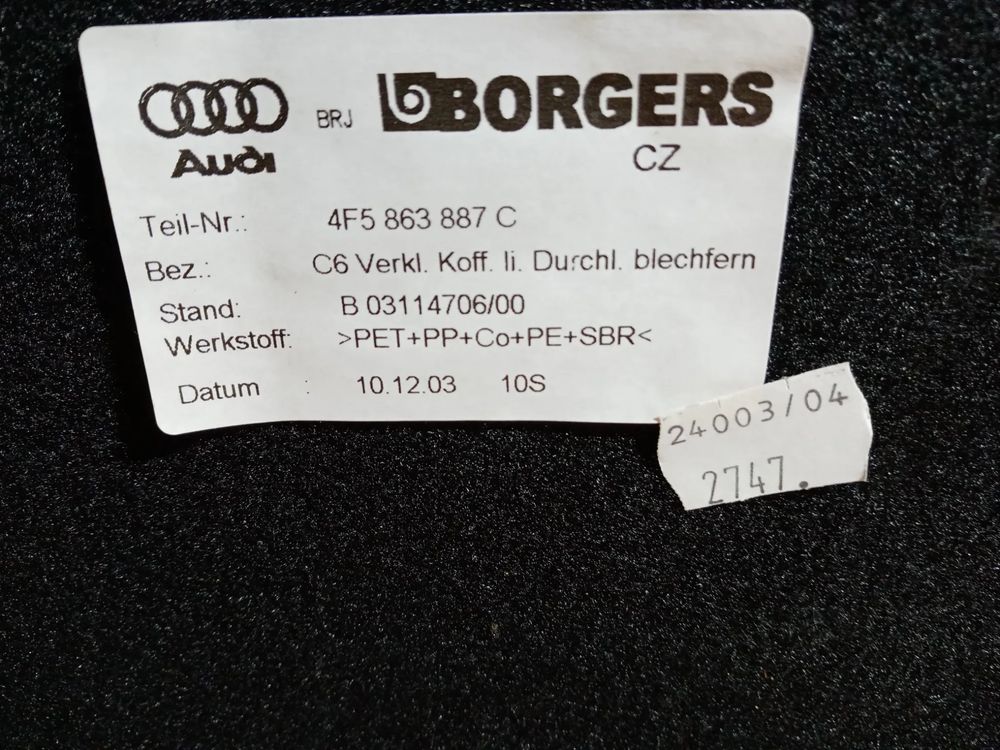 Audi BRJ BORGERS
CZ
Teil-Nr.: 4F5 863 887 C
Bez.: C6 Verkl. Koff. li. Durchl. blechfern
Stand: B 03114706/00
Werkstoff: >PET+PP+Co+PE+SBR<
Datum : 10.12.03 10S
24003/04
2747.